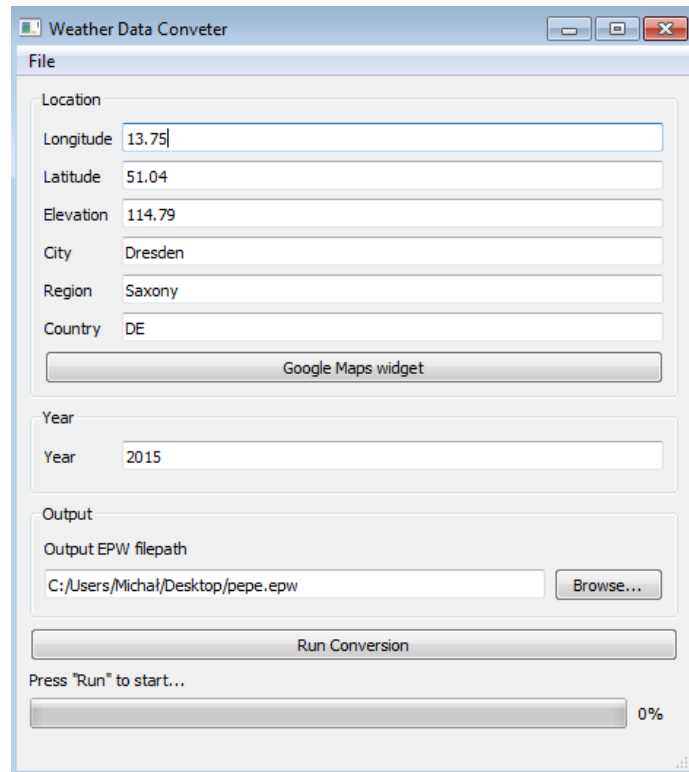 Weather Data Conveter
File
Location
Longitude 13.75
Latitude 51.04
Elevation 114.79
City Dresden
Region Saxony
Country DE
Google Maps widget
Year
Year 2015
Output
Output EPW filepath
C:/Users/Michał/Desktop/pepe.epw Browse...
Run Conversion
Press "Run" to start...
0%